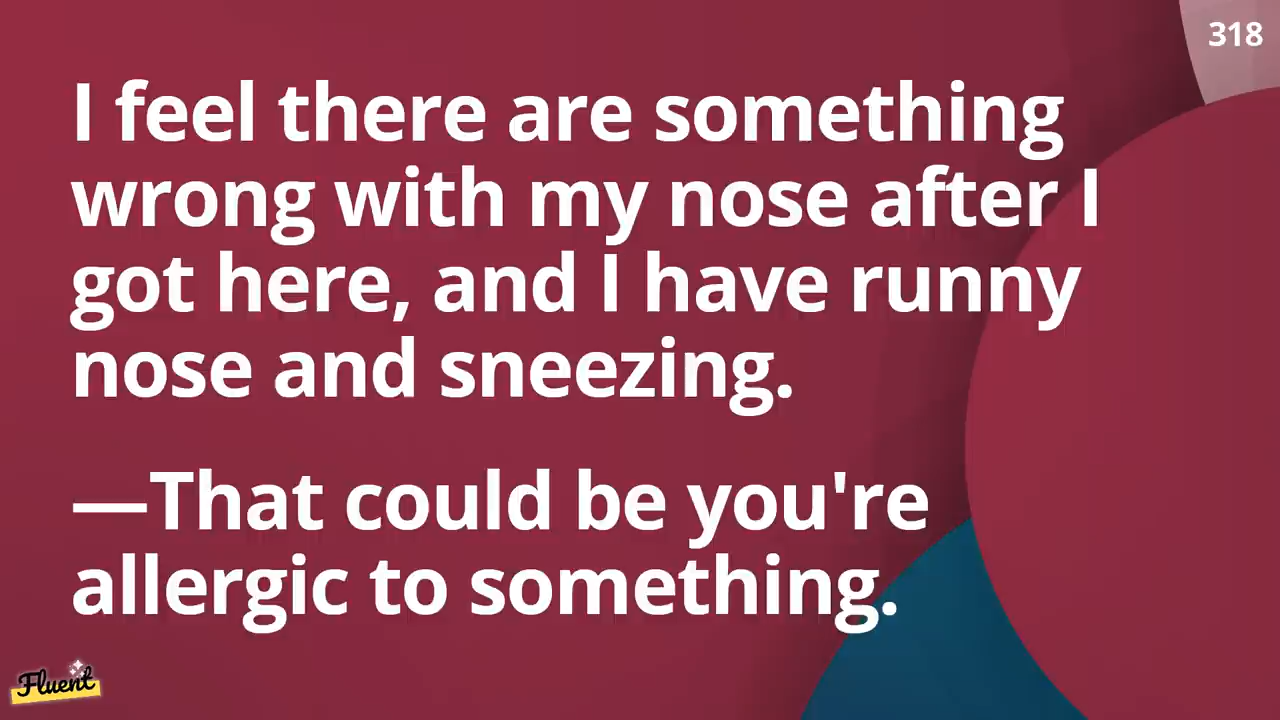 318
I feel there are something
wrong with my nose after I
got here, and I have runny
nose and sneezing.
—That could be you're
allergic to something.
Fluent